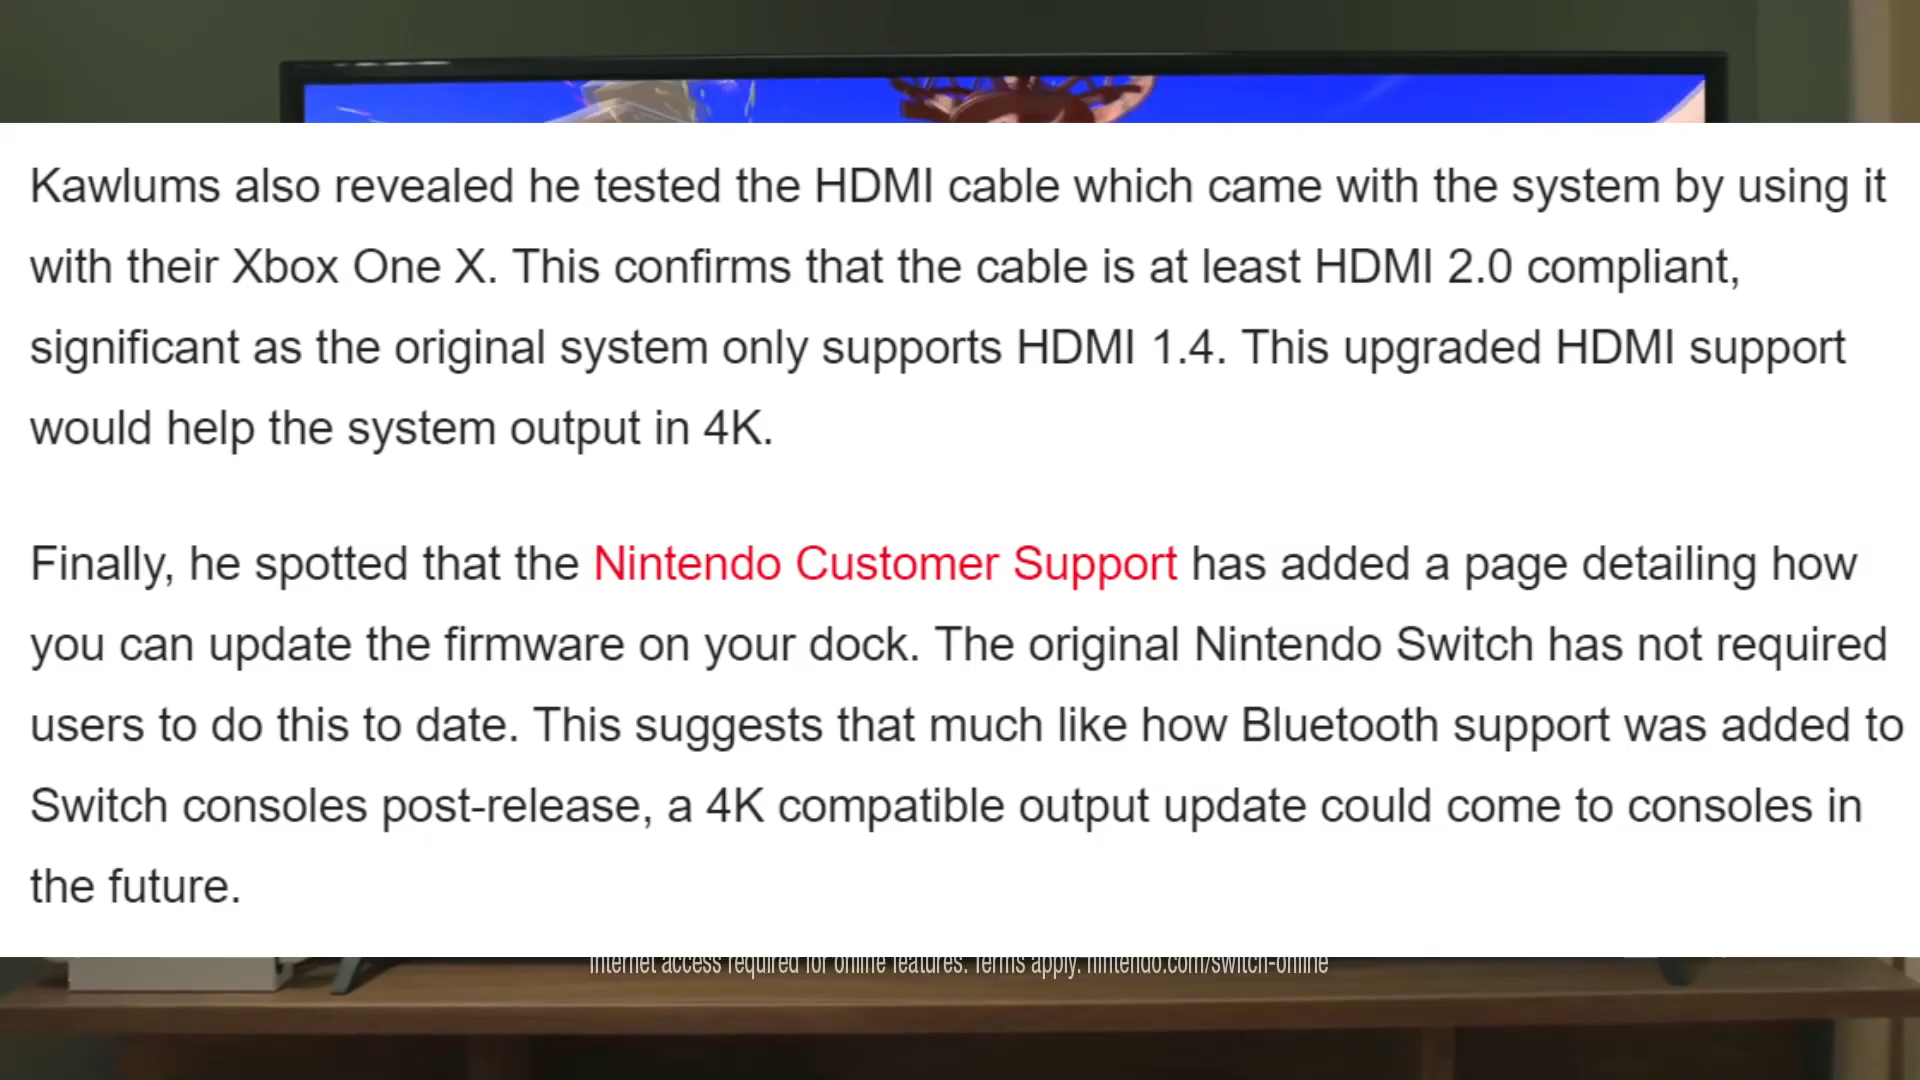 Kawlums also revealed he tested the HDMI cable which came with the system by using it
with their Xbox One X. This confirms that the cable is at least HDMI 2.0 compliant,
significant as the original system only supports HDMI 1.4. This upgraded HDMI support
would help the system output in 4K.
Finally, he spotted that the Nintendo Customer Support has added a page detailing how
you can update the firmware on your dock. The original Nintendo Switch has not required
users to do this to date. This suggests that much like how Bluetooth support was added to
Switch consoles post-release, a 4K compatible output update could come to consoles in
the future.
Internet access required for online features. Terms apply. nintendo.com/switch-online